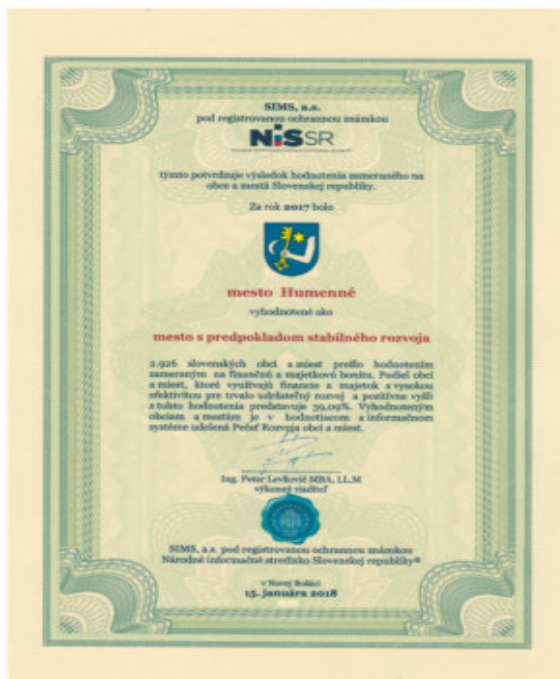 SIMS, a.s.
pod registrovanou ochrannou známkou
NiSSR
týmto potvrdzuje výsledok hodnotenia zameraného na
obce a mestá Slovenskej republiky.
Za rok 2017 bolo
mesto Humenné
vyhodnotené ako
mesto s predpokladom stabilného rozvoja
2.926 slovenských obcí a miest prešlo hodnotením
zameraným na finančnú a majetkovú bonitu. Podiel obcí
a miest, ktoré využívajú financie a majetok s vysokou
efektivitou pre trvalo udržateľný rozvoj a pozitívne vyšli
z tohto hodnotenia predstavuje 39,02%. Vyhodnoteným
obciam a mestám je v hodnotiacom a informačnom
systéme udelená Pečať Rozvoja obcí a miest.
Ing. Peter Levkovič MBA, LL.M
výkonný riaditeľ
SIMS, a.s. pod registrovanou ochrannou známkou
Národné informačné stredisko Slovenskej republiky®
v Novej Bošáci
15. januára 2018